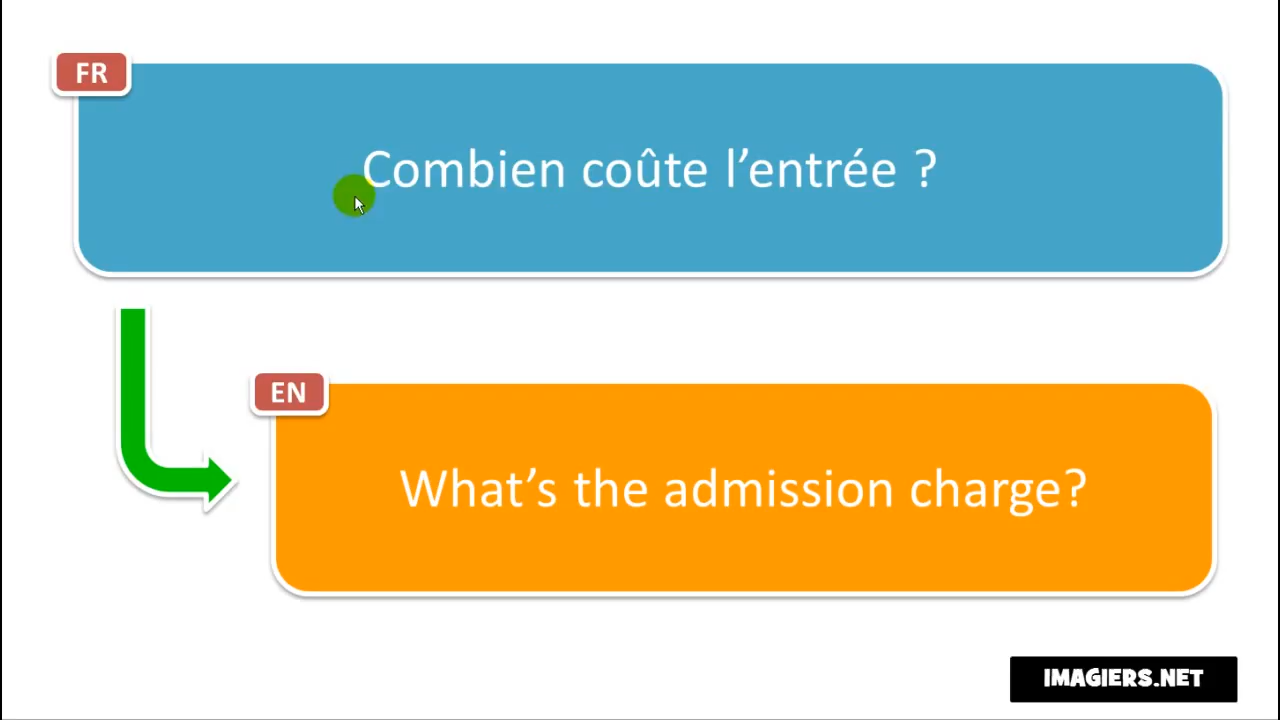 FR
Combien coûte l’entrée ?
EN
What’s the admission charge?
IMAGIERS.NET